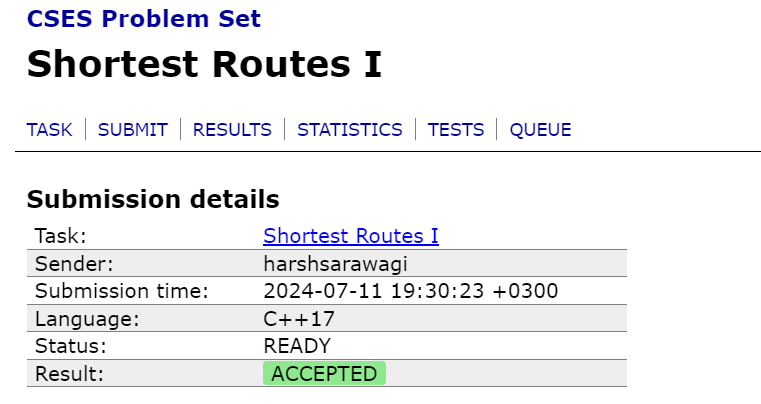 CSES Problem Set
Shortest Routes I
TASK SUBMIT RESULTS STATISTICS TESTS QUEUE
Submission details
Task: Shortest Routes I
Sender: harshsarawagi
Submission time: 2024-07-11 19:30:23 +0300
Language: C++17
Status: READY
Result: ACCEPTED